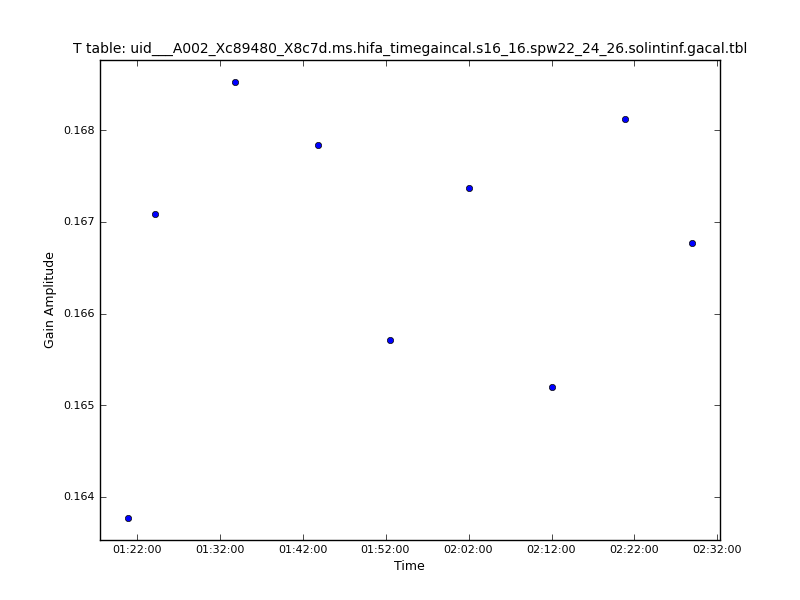 T table: uid___A002_Xc89480_X8c7d.ms.hifa_timegaincal.s16_16.spw22_24_26.solintinf.gacal.tbl
0.168
0.167
0.166
0.165
0.164
Gain Amplitude
01:22:00 01:32:00 01:42:00 01:52:00 02:02:00 02:12:00 02:22:00 02:32:00
Time